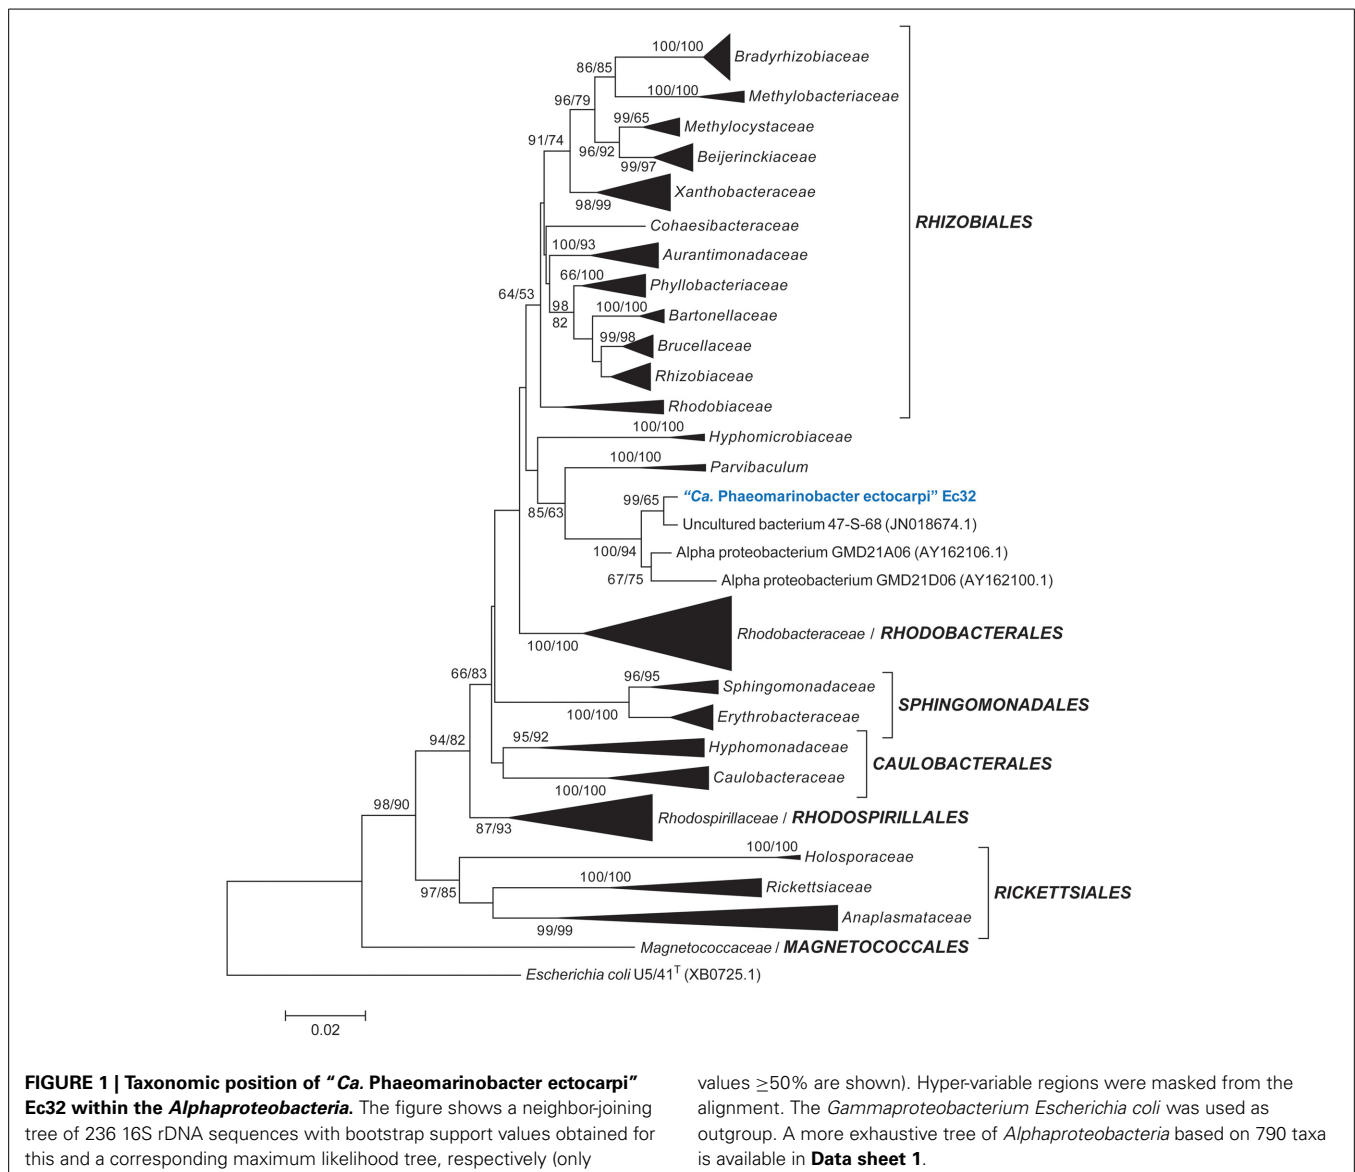 100/100
Bradyrhizobiaceae
86/85
100/100
Methylobacteriaceae
96/79
99/65
Methylocystaceae
91/74
96/92
Beijerinckiaceae
99/97
Xanthobacteraceae
98/99
Cohaesibacteraceae
RHIZOBIALES
100/93
Aurantimonadaceae
66/100
Phyllobacteriaceae
64/53
98
82
100/100
Bartonellaceae
99/98
Brucellaceae
Rhizobiaceae
Rhodobiaceae
100/100
Hyphomicrobiaceae
100/100
Parvibaculum
99/65
“Ca. Phaeomarinobacter ectocarpi” Ec32
85/63
Uncultured bacterium 47-S-68 (JN018674.1)
100/94
Alpha proteobacterium GMD21A06 (AY162106.1)
67/75
Alpha proteobacterium GMD21D06 (AY162100.1)
Rhodobacteraceae / RHODOBACTERALES
100/100
66/83
96/95
Sphingomonadaceae
SPHINGOMONADALES
100/100
Erythrobacteraceae
94/82
95/92
Hyphomonadaceae
CAULOBACTERALES
Caulobacteraceae
100/100
98/90
Rhodospirillaceae / RHODOSPIRILLALES
87/93
100/100
Holosporaceae
97/85
100/100
Rickettsiaceae
RICKETTSIALES
Anaplasmataceae
99/99
Magnetococcaceae / MAGNETOCOCCALES
Escherichia coli U5/41T (XB0725.1)
0.02
FIGURE 1 | Taxonomic position of “Ca. Phaeomarinobacter ectocarpi”
Ec32 within the Alphaproteobacteria. The figure shows a neighbor-joining
tree of 236 16S rDNA sequences with bootstrap support values obtained for
this and a corresponding maximum likelihood tree, respectively (only
values ≥50% are shown). Hyper-variable regions were masked from the
alignment. The Gammaproteobacterium Escherichia coli was used as
outgroup. A more exhaustive tree of Alphaproteobacteria based on 790 taxa
is available in Data sheet 1.